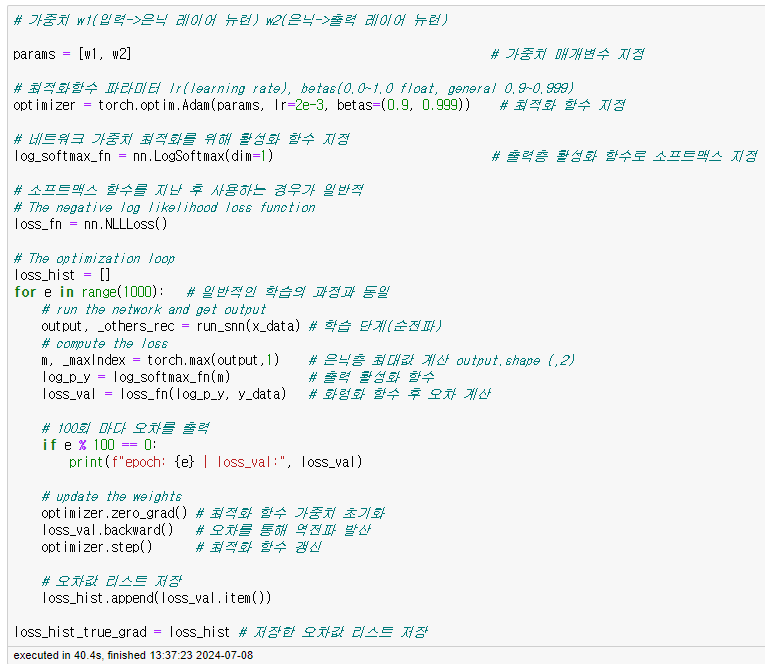 # 가중치 w1(입력->은닉 레이어 뉴런) w2(은닉->출력 레이어 뉴런)
params = [w1, w2] # 가중치 매개변수 지정
# 최적화함수 파라미터 lr(learning rate), betas(0.0~1.0 float, general 0.9~0.999)
optimizer = torch.optim.Adam(params, lr=2e-3, betas=(0.9, 0.999)) # 최적화 함수 지정
# 네트워크 가중치 최적화를 위해 활성화 함수 지정
log_softmax_fn = nn.LogSoftmax(dim=1) # 출력층 활성화 함수로 소프트맥스 지정
# 소프트맥스 함수를 지난 후 사용하는 경우가 일반적
# The negative log likelihood loss function
loss_fn = nn.NLLLoss()
# The optimization loop
loss_hist = []
for e in range(1000): # 일반적인 학습의 과정과 동일
# run the network and get output
output, _others_rec = run_snn(x_data) # 학습 단계(순전파)
# compute the loss
m, _maxIndex = torch.max(output,1) # 은닉층 최대값 계산 output.shape (,2)
log_p_y = log_softmax_fn(m) # 출력 활성화 함수
loss_val = loss_fn(log_p_y, y_data) # 화렁화 함수 후 오차 계산
# 100회 마다 오차를 출력
if e % 100 == 0:
print(f"epoch: {e} | loss_val:", loss_val)
# update the weights
optimizer.zero_grad() # 최적화 함수 가중치 초기화
loss_val.backward() # 오차를 통해 역전파 발산
optimizer.step() # 최적화 함수 갱신
# 오차값 리스트 저장
loss_hist.append(loss_val.item())
loss_hist_true_grad = loss_hist # 저장한 오차값 리스트 저장
executed in 40.4s, finished 13:37:23 2024-07-08